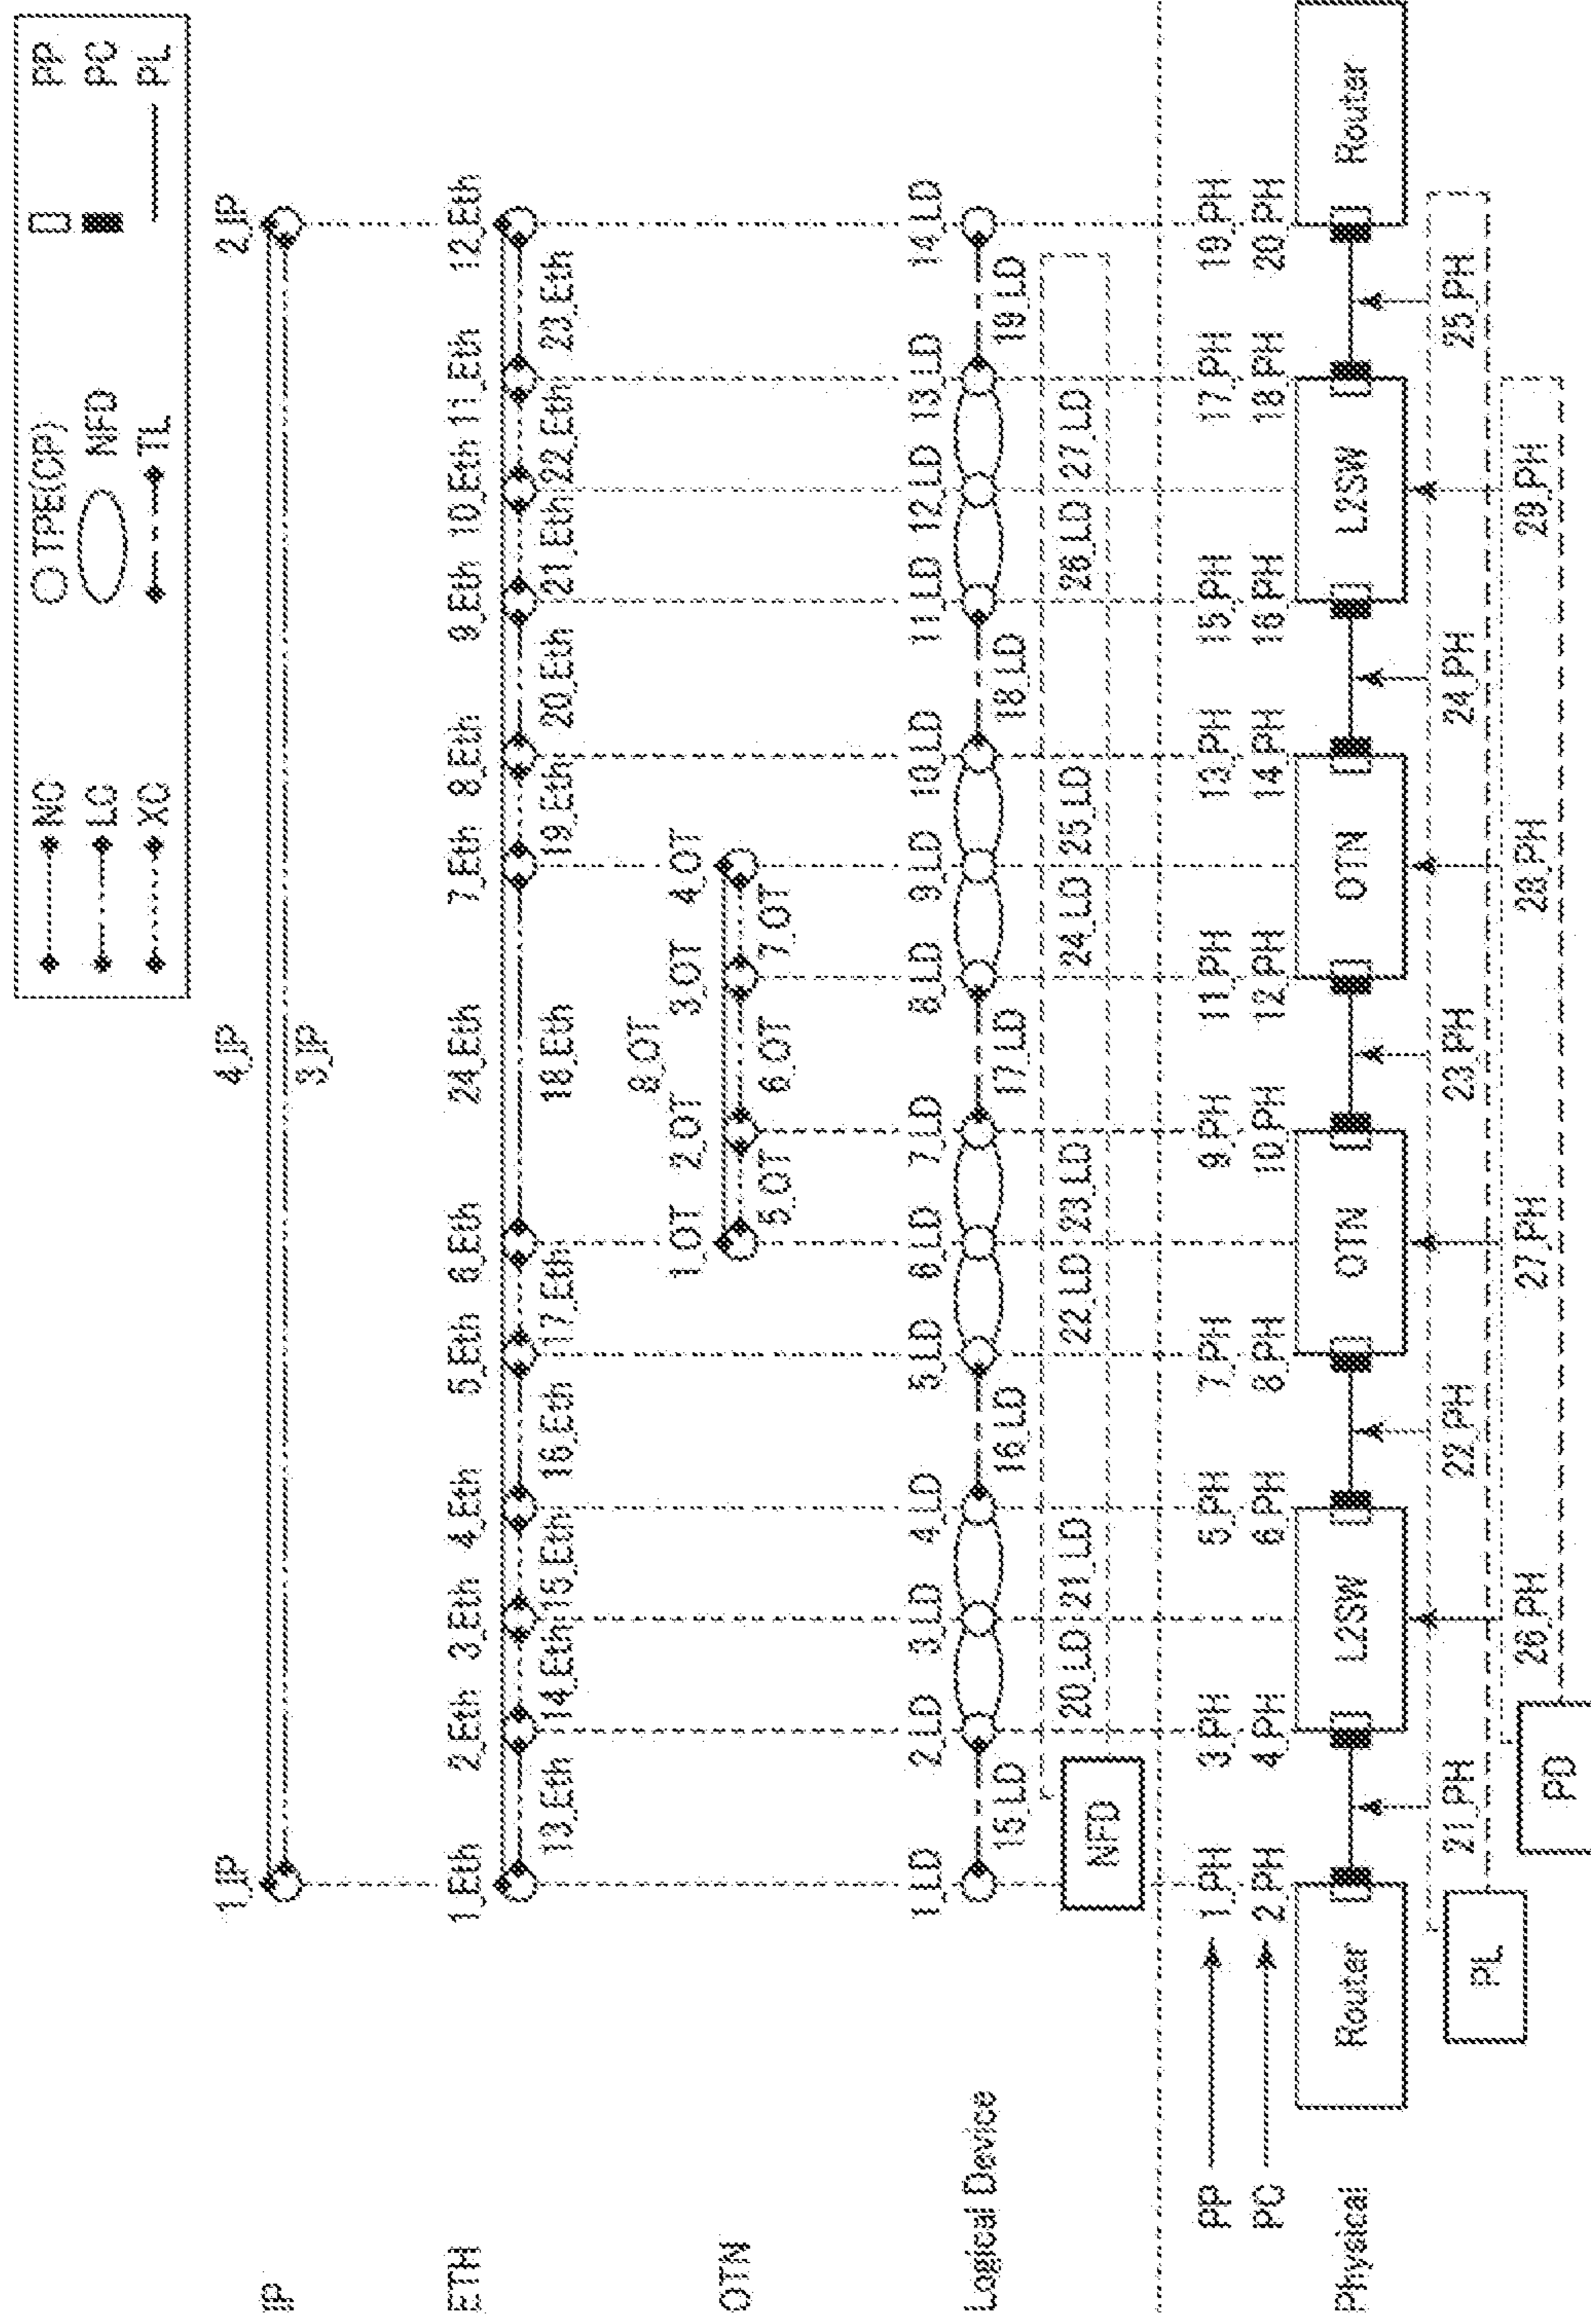 NC TPE(CP) PP
LC NFD PC
XC TL PL
IP
1_IP 4_IP 2_IP
3_IP
ETH
1_Eth 2_Eth 3_Eth 4_Eth 5_Eth 6_Eth 24_Eth 7_Eth 8_Eth 9_Eth 10_Eth 11_Eth 12_Eth
13_Eth 14_Eth 15_Eth 16_Eth 17_Eth 18_Eth 19_Eth 20_Eth 21_Eth 22_Eth 23_Eth
8_OT
OTN
1_OT 2_OT 3_OT 4_OT
5_OT 6_OT 7_OT
Logical Device
1_LD 2_LD 3_LD 4_LD 5_LD 6_LD 7_LD 8_LD 9_LD 10_LD 11_LD 12_LD 13_LD 14_LD
15_LD 16_LD 17_LD 18_LD 19_LD
NFD 20_LD 21_LD 22_LD 23_LD 24_LD 25_LD 26_LD 27_LD
PP 1_PH 3_PH 5_PH 7_PH 9_PH 11_PH 13_PH 15_PH 17_PH 19_PH
PC 2_PH 4_PH 6_PH 8_PH 10_PH 12_PH 14_PH 16_PH 18_PH 20_PH
Physical
Router L2SW OTN OTN L2SW Router
PL 21_PH 22_PH 23_PH 24_PH 25_PH
PD 26_PH 27_PH 28_PH 29_PH